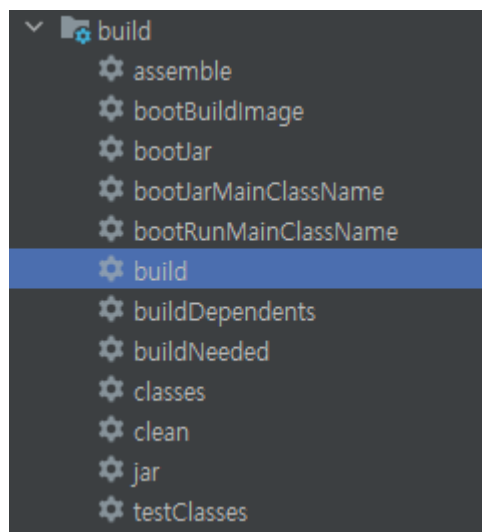 build
assemble
bootBuildImage
bootJar
bootJarMainClassName
bootRunMainClassName
build
buildDependents
buildNeeded
classes
clean
jar
testClasses